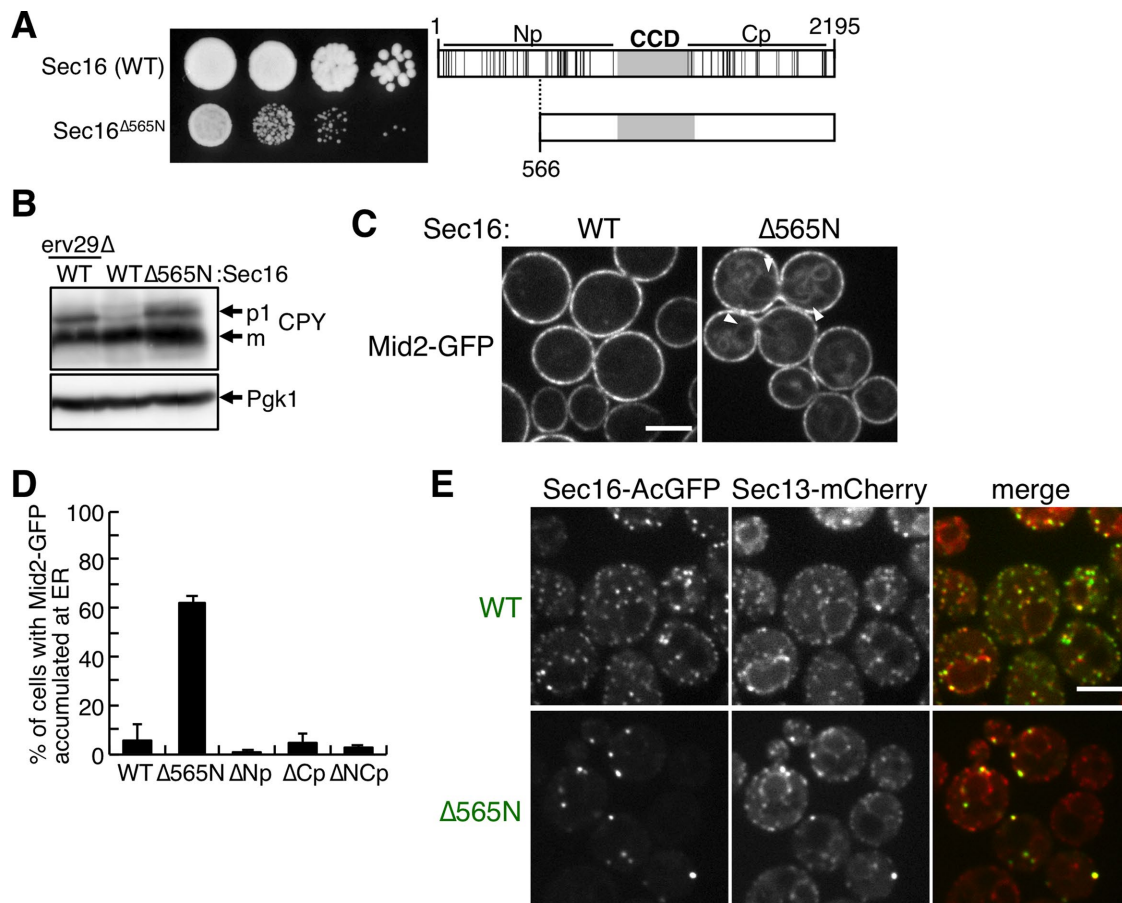 A
Sec16 (WT)
Sec16Δ565N
1
Np
CCD
Cp
2195
566
B
erv29Δ
WT WT Δ565N :Sec16
p1
CPY
m
Pgk1
C
Sec16: WT Δ565N
Mid2-GFP
D
% of cells with Mid2-GFP
accumulated at ER
100
80
60
40
20
0
WT Δ565N ΔNp ΔCp ΔNCp
E
Sec16-AcGFP Sec13-mCherry merge
WT
Δ565N